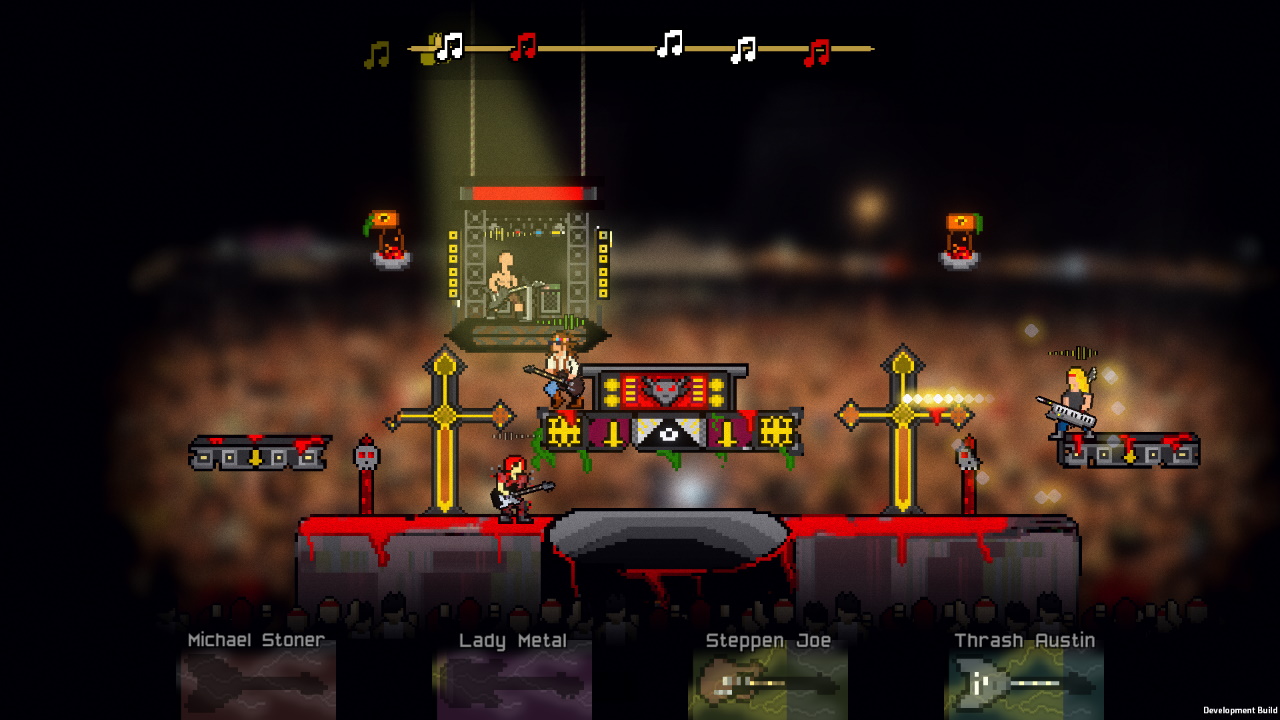 Michael Stoner
Lady Metal
Steppen Joe
Thrash Austin
Development Build